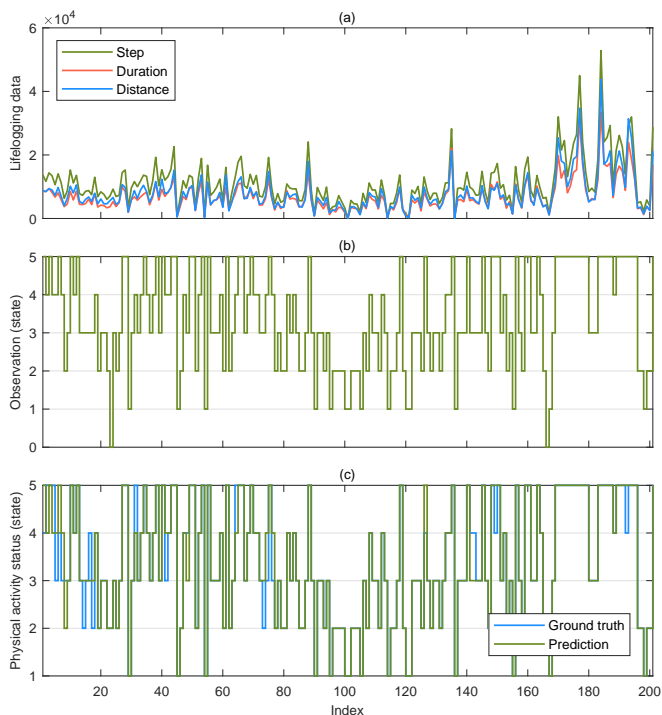 (a)
×10⁴
6
4
2
0
Lifelogging data
Step
Duration
Distance
(b)
5
4
3
2
1
0
Observation (state)
(c)
5
4
3
2
1
Physical activity status (state)
Ground truth
Prediction
20 40 60 80 100 120 140 160 180 200
Index